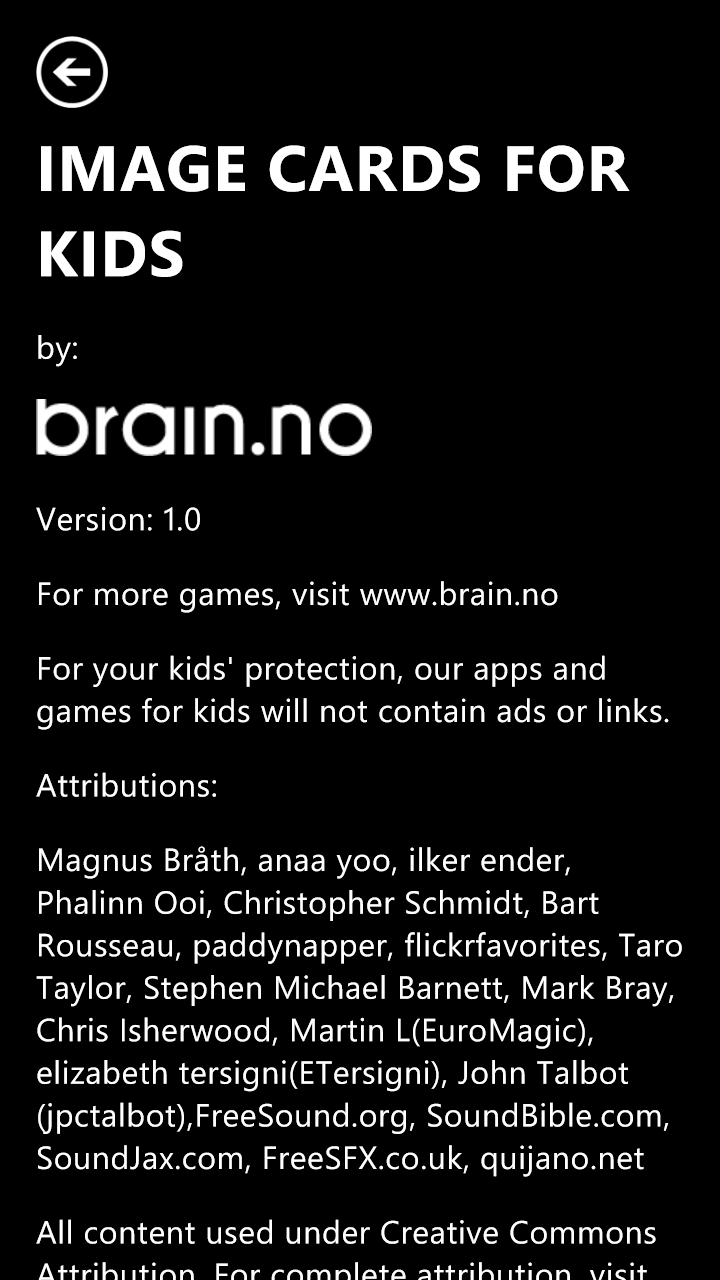 IMAGE CARDS FOR
KIDS
by:
brain.no
Version: 1.0
For more games, visit www.brain.no
For your kids' protection, our apps and
games for kids will not contain ads or links.
Attributions:
Magnus Bråth, anaa yoo, ilker ender,
Phalinn Ooi, Christopher Schmidt, Bart
Rousseau, paddynapper, flickrfavorites, Taro
Taylor, Stephen Michael Barnett, Mark Bray,
Chris Isherwood, Martin L(EuroMagic),
elizabeth tersigni(ETersigni), John Talbot
(jpctalbot),FreeSound.org, SoundBible.com,
SoundJax.com, FreeSFX.co.uk, quijano.net
All content used under Creative Commons
Attribution. For complete attribution, visit